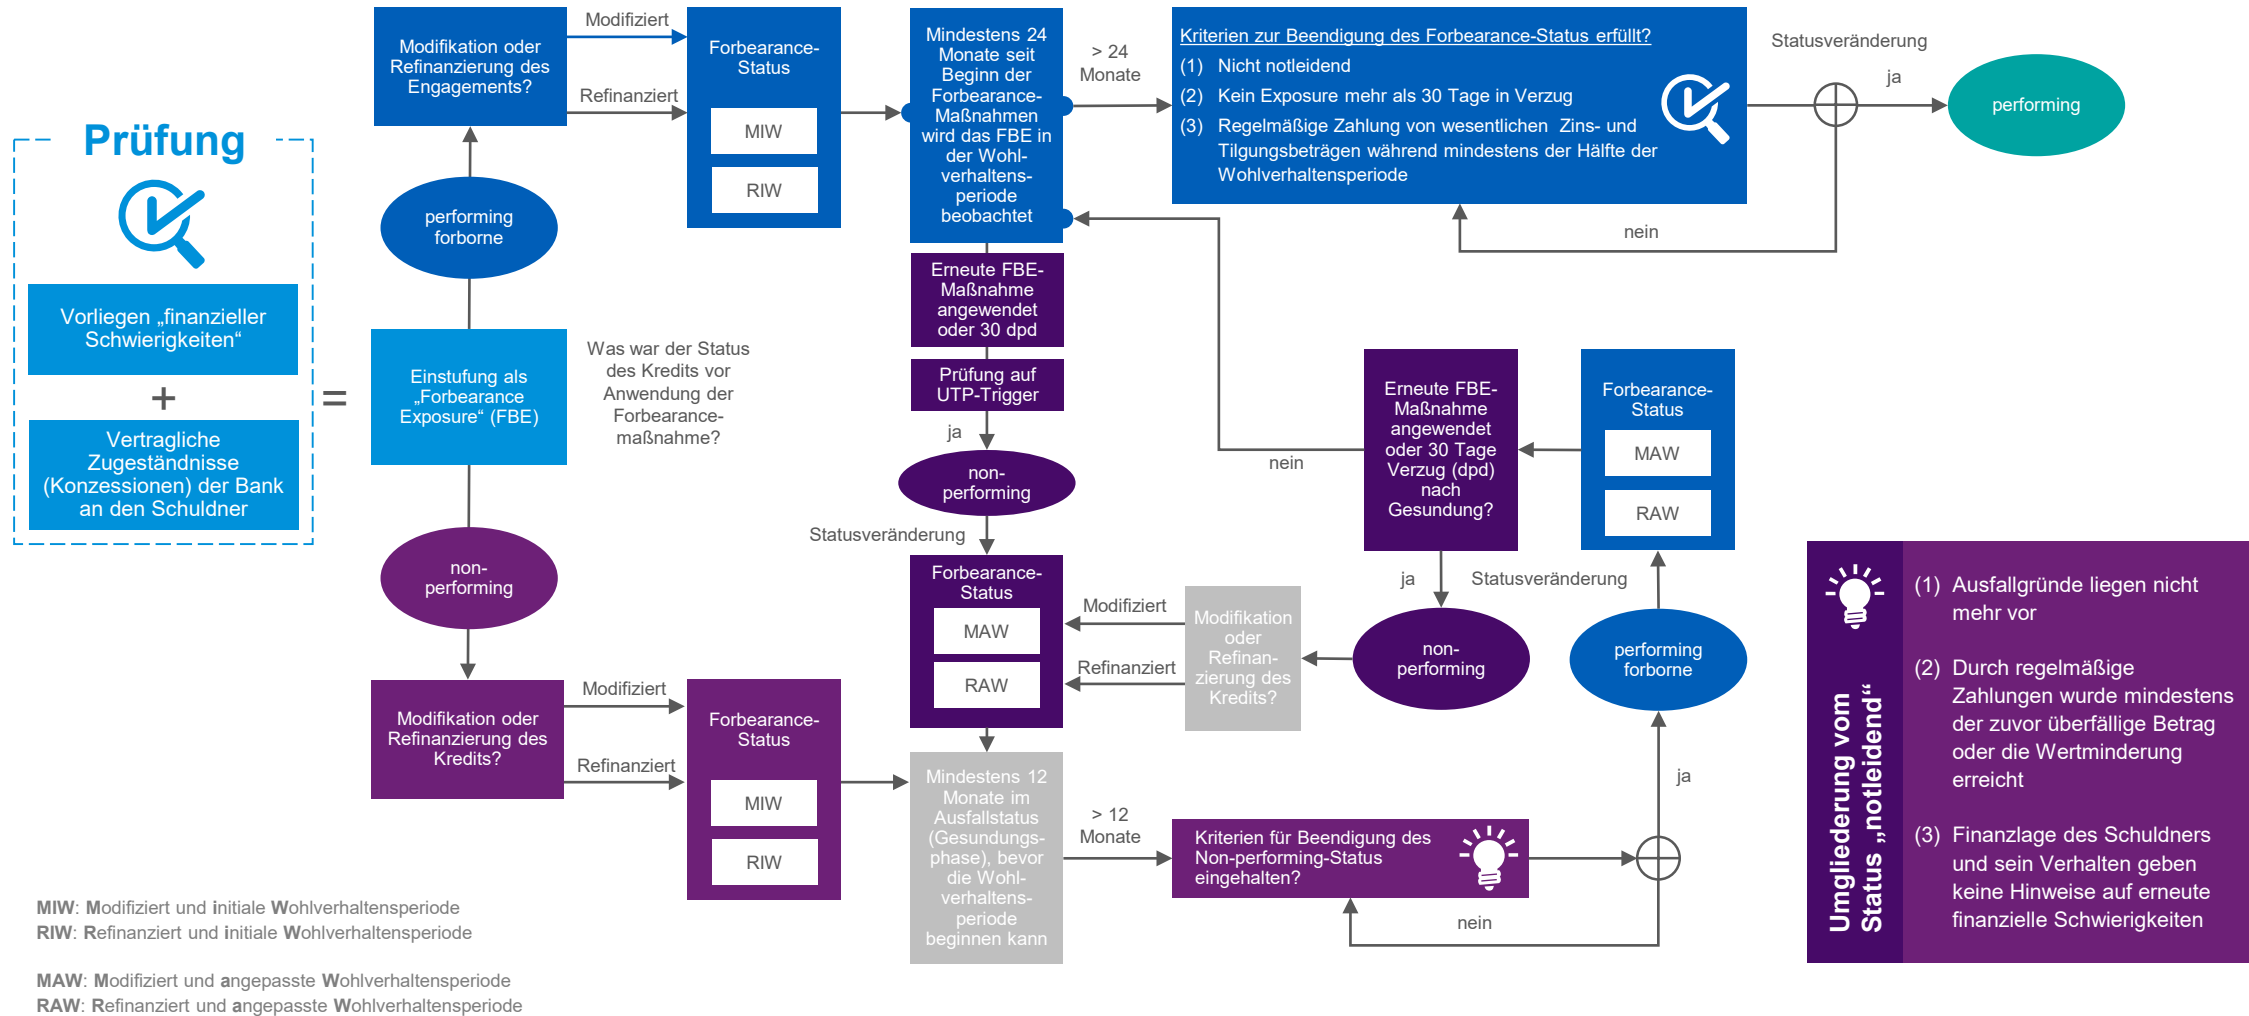 Prüfung
Vorliegen „finanzieller
Schwierigkeiten“
+
Vertragliche
Zugeständnisse
(Konzessionen) der Bank
an den Schuldner
=
Einstufung als
„Forbearance
Exposure“ (FBE)
Was war der Status
des Kredits vor
Anwendung der
Forbearance-
maßnahme?
performing
forborne
Modifikation oder
Refinanzierung des
Engagements?
Modifiziert
Refinanziert
Forbearance-
Status
MIW
RIW
Mindestens 24
Monate seit
Beginn der
Forbearance-
Maßnahmen
wird das FBE in
der Wohl-
verhaltens-
periode
beobachtet
> 24
Monate
Kriterien zur Beendigung des Forbearance-Status erfüllt?
(1) Nicht notleidend
(2) Kein Exposure mehr als 30 Tage in Verzug
(3) Regelmäßige Zahlung von wesentlichen Zins- und
Tilgungsbeträgen während mindestens der Hälfte der
Wohlverhaltensperiode
Statusveränderung
ja
performing
nein
Erneute FBE-
Maßnahme
angewendet
oder 30 dpd
Prüfung auf
UTP-Trigger
ja
non-
performing
Statusveränderung
Forbearance-
Status
MAW
RAW
non-
performing
Modifikation oder
Refinanzierung des
Kredits?
Modifiziert
Refinanziert
Forbearance-
Status
MIW
RIW
Mindestens 12
Monate im
Ausfallstatus
(Gesundungs-
phase), bevor
die Wohl-
verhaltens-
periode
beginnen kann
> 12
Monate
Kriterien für Beendigung des
Non-performing-Status
eingehalten?
nein
ja
performing
forborne
Statusveränderung
Forbearance-
Status
MAW
RAW
Erneute FBE-
Maßnahme
angewendet
oder 30 Tage
Verzug (dpd)
nach
Gesundung?
nein
ja
non-
performing
Modifikation
oder
Refinan-
zierung des
Kredits?
Modifiziert
Refinanziert
Umgliederung vom
Status „notleidend“
(1) Ausfallgründe liegen nicht
mehr vor
(2) Durch regelmäßige
Zahlungen wurde mindestens
der zuvor überfällige Betrag
oder die Wertminderung
erreicht
(3) Finanzlage des Schuldners
und sein Verhalten geben
keine Hinweise auf erneute
finanzielle Schwierigkeiten
MIW: Modifiziert und initiale Wohlverhaltensperiode
RIW: Refinanziert und initiale Wohlverhaltensperiode
MAW: Modifiziert und angepasste Wohlverhaltensperiode
RAW: Refinanziert und angepasste Wohlverhaltensperiode